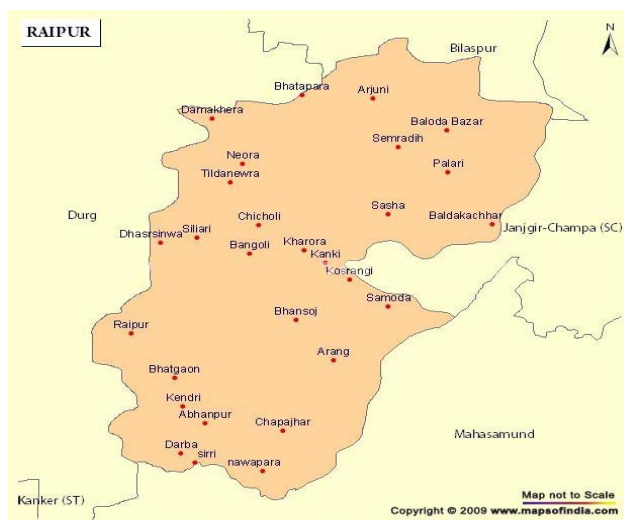 RAIPUR
N
Bilaspur
Bhatapara
Arjuni
Damakhera
Baloda Bazar
Semradih
Neora
Palari
Tildanewra
Sasha
Durg
Chicholi
Baldakachhar
Siliari
Dhasrsinwa
Janjgir-Champa (SC)
Bangoli
Kharora
Kanki
Kosrangi
Samoda
Bhansoj
Raipur
Arang
Bhatgaon
Kendri
Abhanpur
Chapajhar
Mahasamund
Darba
sirri
nawapara
Kanker (ST)
Map not to Scale
Copyright © 2009 www.mapsofindia.com